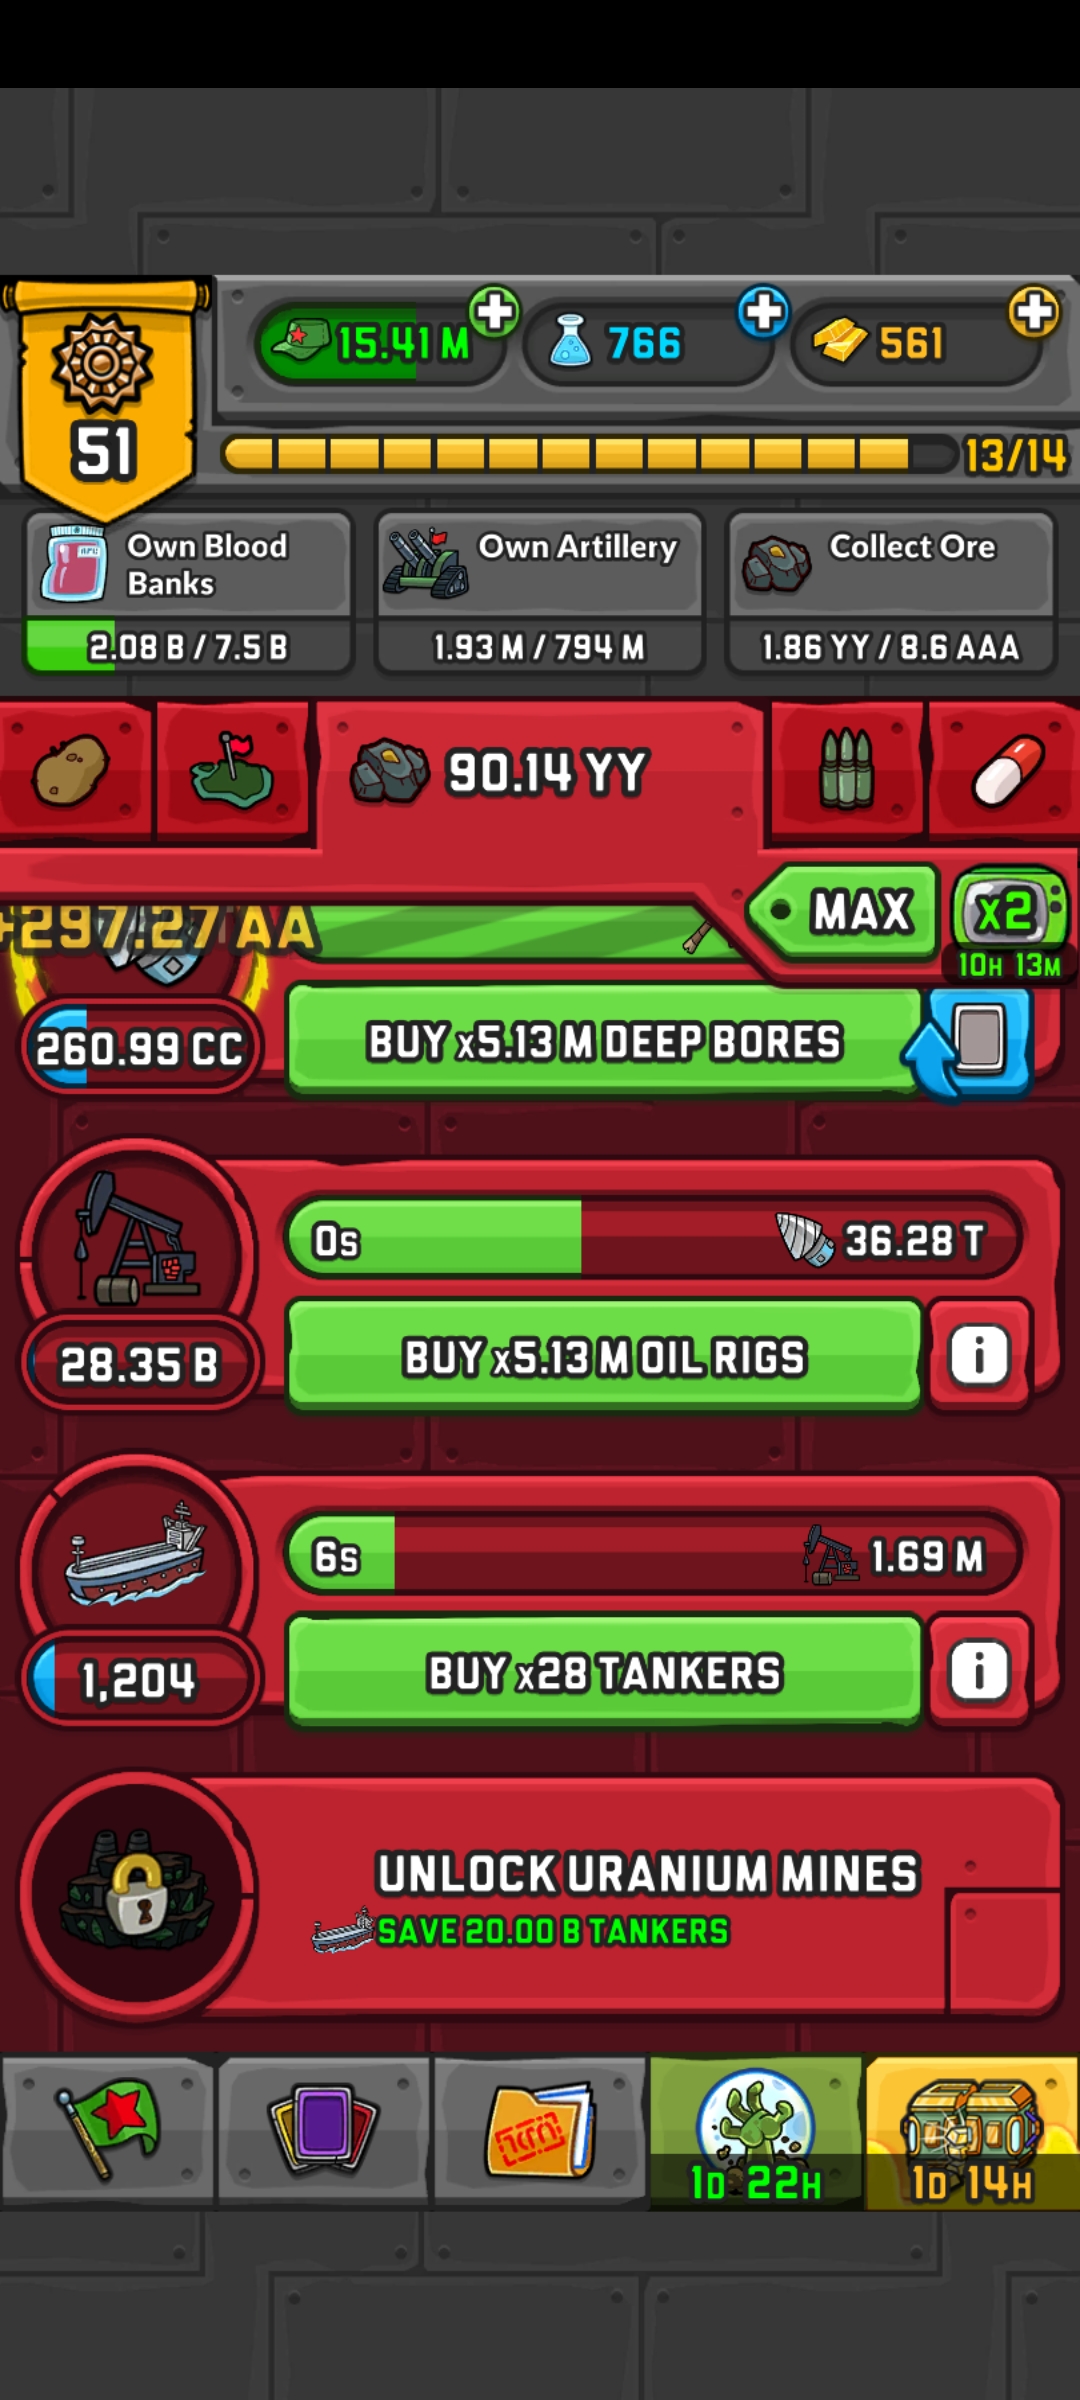 15.41 M
766
561
51
13/14
Own Blood
Banks
Own Artillery
Collect Ore
2.08 B / 7.5 B
1.93 M / 794 M
1.86 YY / 8.6 AAA
90.14 YY
MAX
x2
10H 13M
+297.27 AA
260.99 CC
BUY x5.13 M DEEP BORES
0s
36.28 T
28.35 B
BUY x5.13 M OIL RIGS
i
6s
1.69 M
1,204
BUY x28 TANKERS
i
UNLOCK URANIUM MINES
SAVE 20.00 B TANKERS
1D 22H
1D 14H